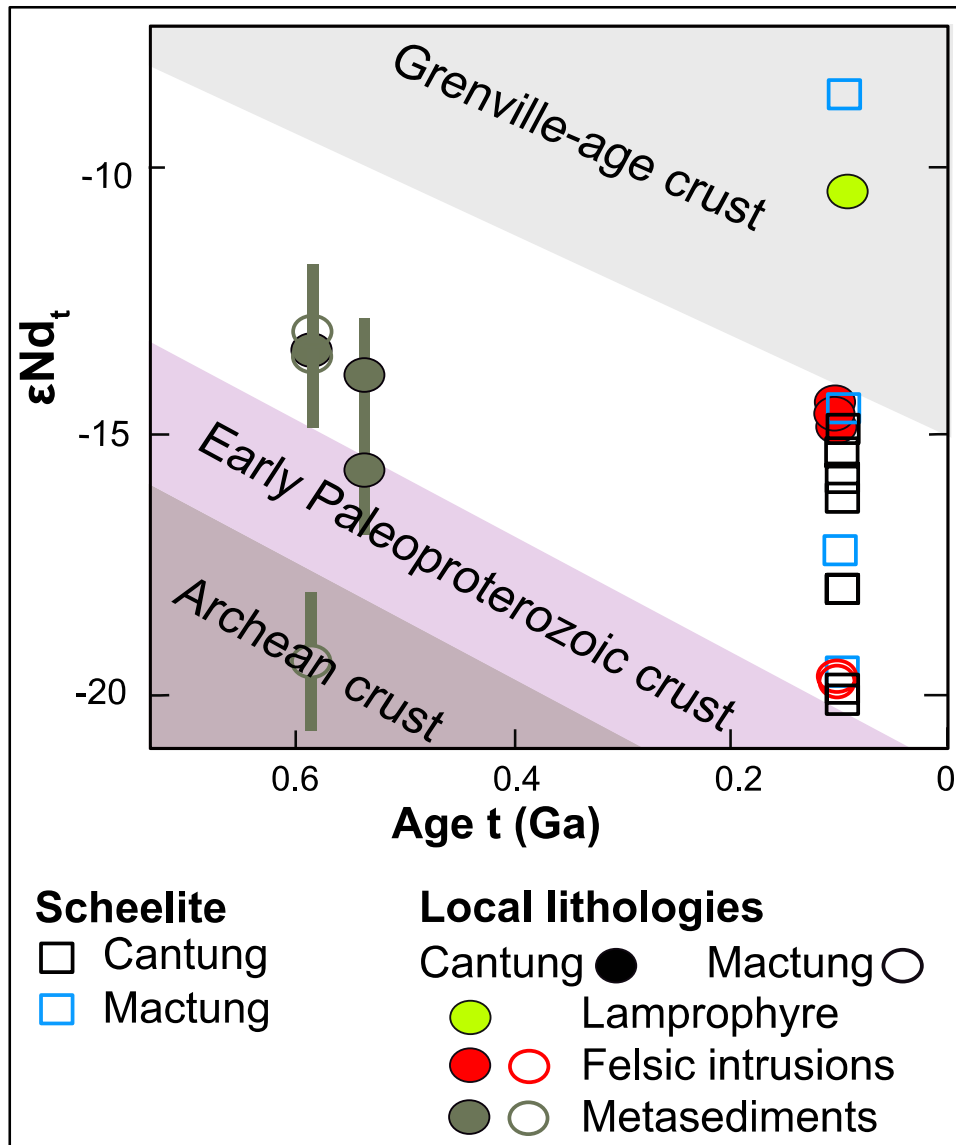 Grenville-age crust
-10
εNdt
-15
Early Paleoproterozoic crust
Archean crust
-20
0.6 0.4 0.2 0
Age t (Ga)
Scheelite
Cantung
Mactung
Local lithologies
Cantung Mactung
Lamprophyre
Felsic intrusions
Metasediments